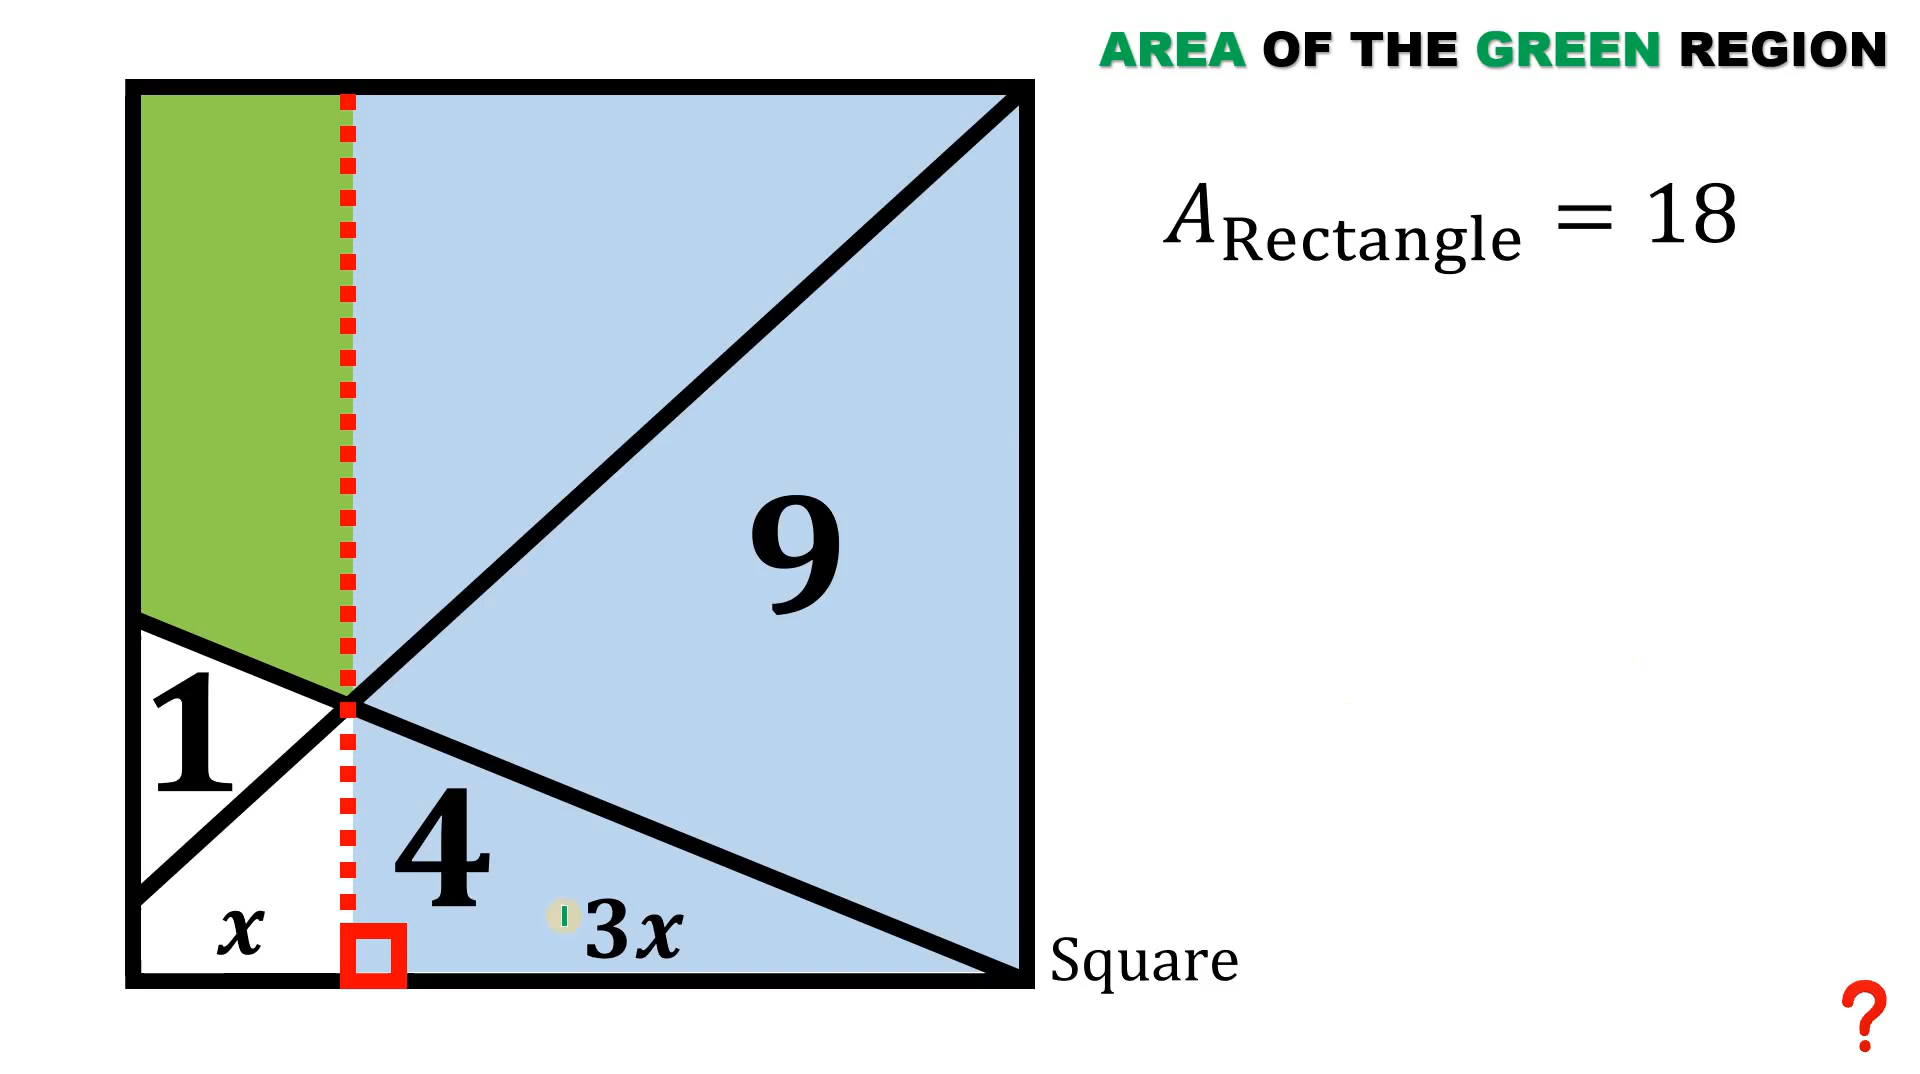 AREA OF THE GREEN REGION
A_Rectangle = 18
9
1
4
x
3x
Square
?